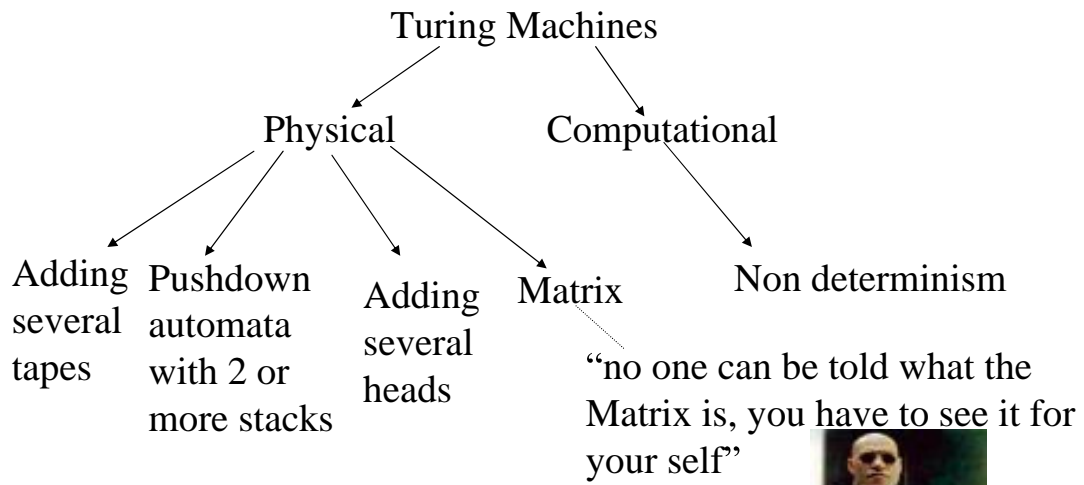 Turing Machines
Physical
Computational
Adding
several
tapes
Pushdown
automata
with 2 or
more stacks
Adding
several
heads
Matrix
Non determinism
“no one can be told what the
Matrix is, you have to see it for
your self”